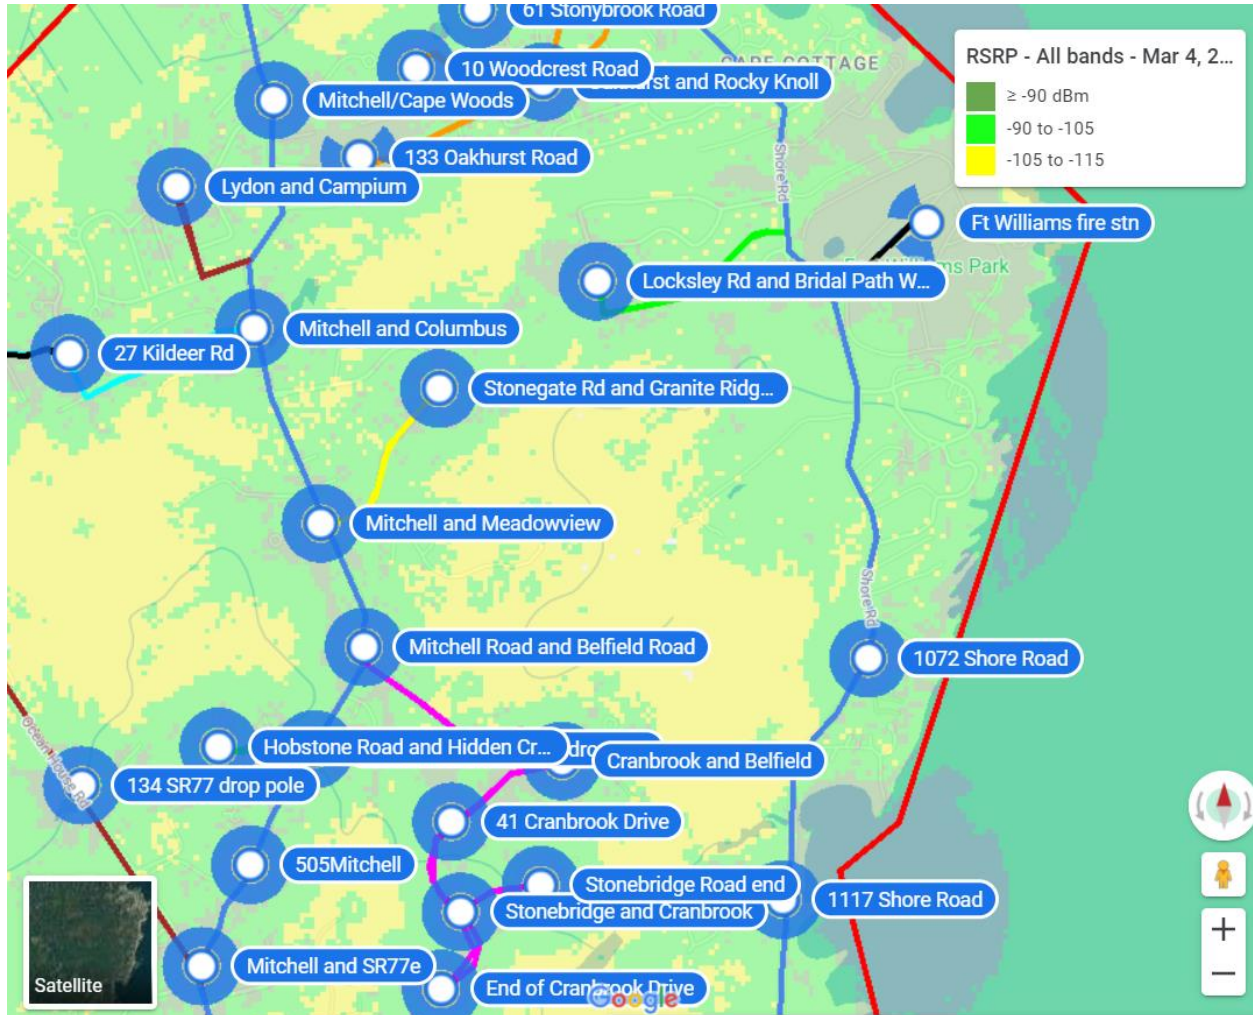 61 Stonybrook Road
RSRP - All bands - Mar 4, 2...
≥ -90 dBm
-90 to -105
-105 to -115
CAPE COTTAGE
10 Woodcrest Road
and Rocky Knoll
Mitchell/Cape Woods
133 Oakhurst Road
Shore Rd
Lydon and Campium
Ft Williams fire stn
Williams Park
Locksley Rd and Bridal Path W...
Mitchell and Columbus
27 Kildeer Rd
Stonegate Rd and Granite Ridg...
Mitchell and Meadowview
Shore Rd
Mitchell Road and Belfield Road
1072 Shore Road
Hobstone Road and Hidden Cr...
Cranbrook and Belfield
Ocean House Rd
134 SR77 drop pole
41 Cranbrook Drive
505Mitchell
Stonebridge Road end
1117 Shore Road
Stonebridge and Cranbrook
Mitchell and SR77e
End of Cranbrook Drive
Satellite
Google